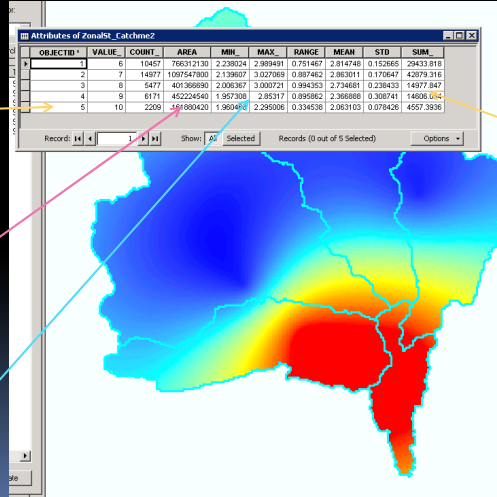 Attributes of ZonalSt_Catchme2
OBJECTID * VALUE_ COUNT_ AREA MIN_ MAX_ RANGE MEAN STD SUM_
1 6 10457 766312130 2.238024 2.989491 0.751467 2.814748 0.152665 29433.818
2 7 14977 1097547800 2.139607 3.027069 0.887462 2.863011 0.170647 42879.316
3 8 5477 401366690 2.006367 3.000721 0.994353 2.734681 0.238433 14977.847
4 9 6171 452224540 1.957308 2.85317 0.895862 2.366888 0.308741
5 10 2209 161880420 2.295006 0.334538 2.063103 0.078426 4557.3936
Record: 1 Show: All Selected Records (0 out of 5 Selected) Options